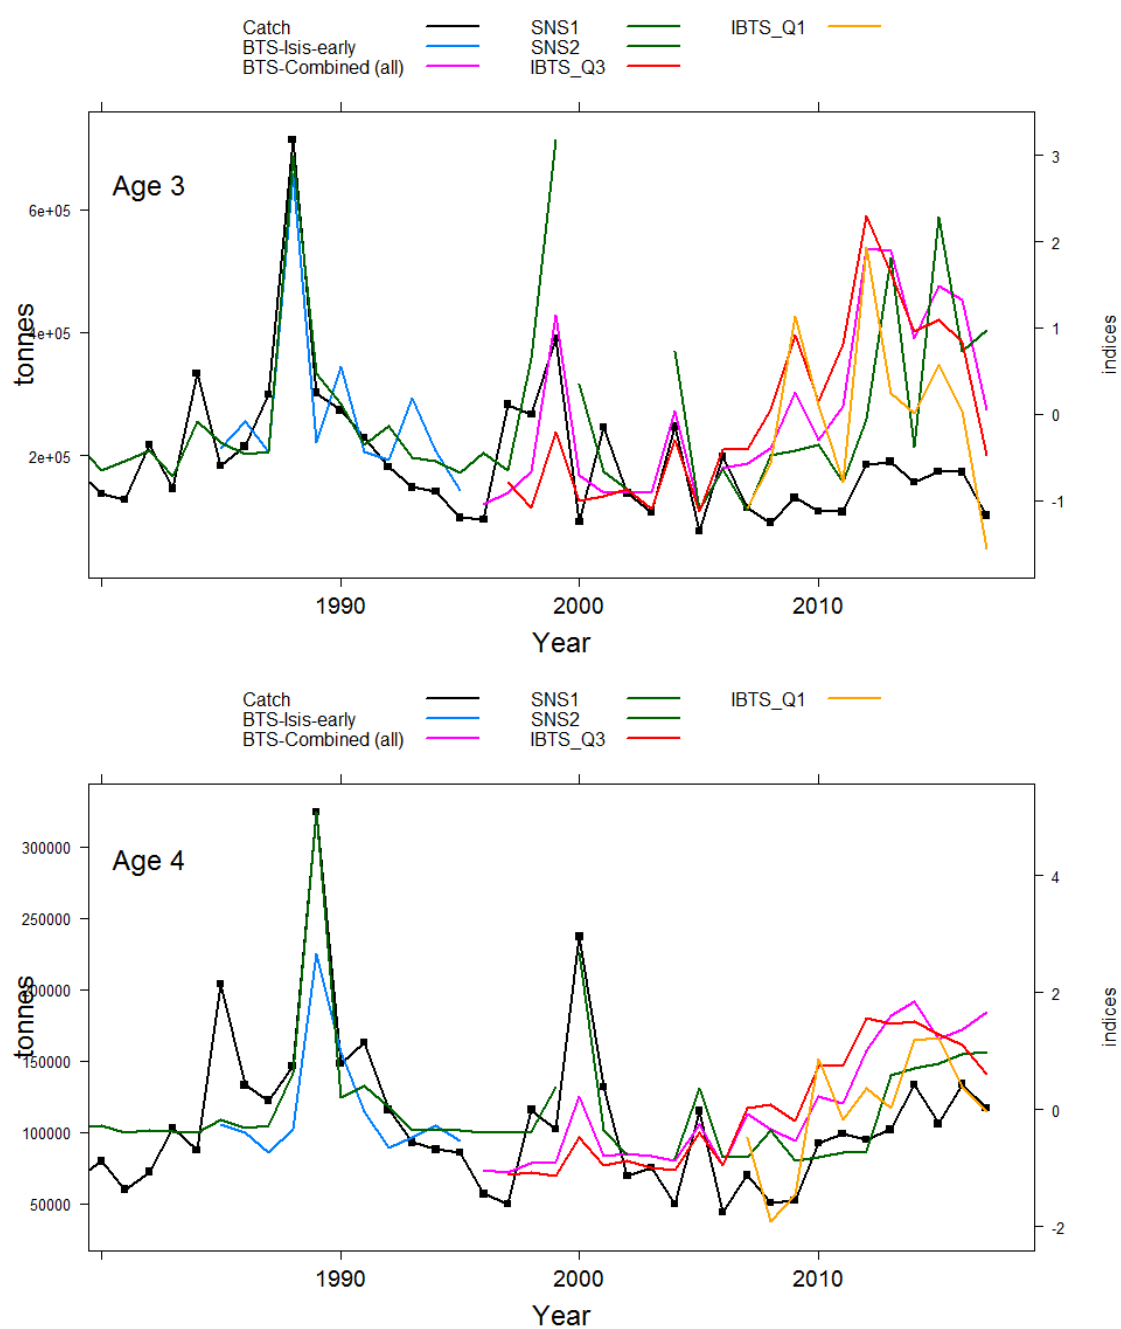 Catch SNS1 IBTS_Q1
BTS-Isis-early SNS2
BTS-Combined (all) IBTS_Q3
Age 3
6e+05
4e+05
2e+05
tonnes
3
2
1
0
-1
indices
1990 2000 2010
Year
Catch SNS1 IBTS_Q1
BTS-Isis-early SNS2
BTS-Combined (all) IBTS_Q3
Age 4
300000
250000
200000
150000
100000
50000
tonnes
4
2
0
-2
indices
1990 2000 2010
Year